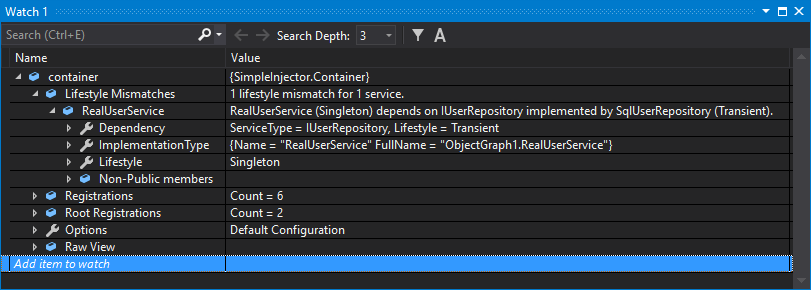 Watch 1
Search (Ctrl+E) Search Depth: 3 A
Name Value
container {SimpleInjector.Container}
Lifestyle Mismatches 1 lifestyle mismatch for 1 service.
RealUserService RealUserService (Singleton) depends on IUserRepository implemented by SqlUserRepository (Transient).
Dependency ServiceType = IUserRepository, Lifestyle = Transient
ImplementationType {Name = "RealUserService" FullName = "ObjectGraph1.RealUserService"}
Lifestyle Singleton
Non-Public members
Registrations Count = 6
Root Registrations Count = 2
Options Default Configuration
Raw View
Add item to watch